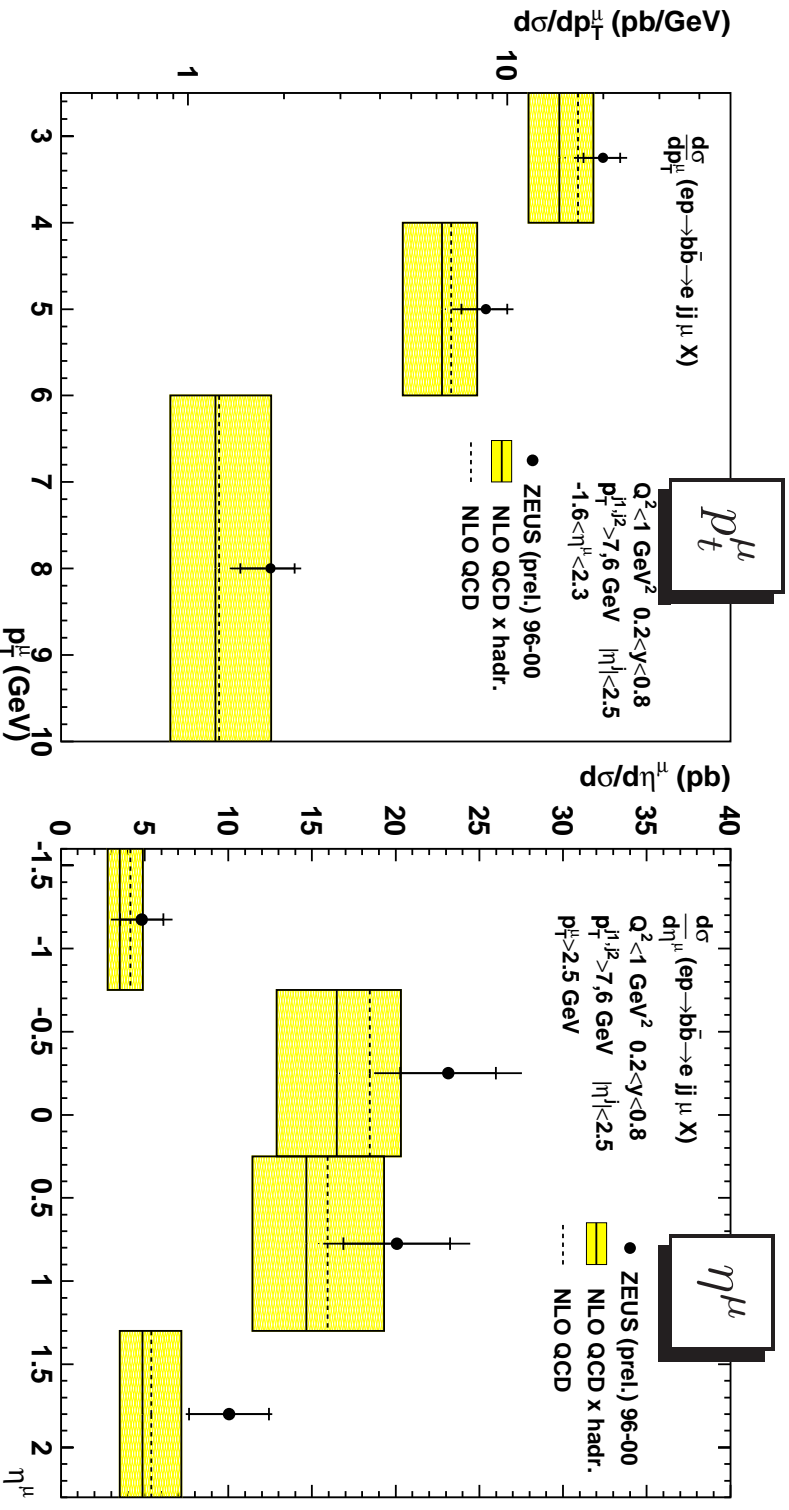 dσ/dp_T^μ (pb/GeV)
10
1
dσ/dp_T^μ (ep→bb̄→e jj μ X)
p_t^μ
Q²<1 GeV² 0.2<y<0.8
p_T^{j1,j2}>7,6 GeV |η^j|<2.5
-1.6<η^μ<2.3
ZEUS (prel.) 96-00
NLO QCD x hadr.
NLO QCD
3 4 5 6 7 8 9 10
p_T^μ (GeV)
dσ/dη^μ (pb)
40
35
30
25
20
15
10
5
0
dσ/dη^μ (ep→bb̄→e jj μ X)
Q²<1 GeV² 0.2<y<0.8
p_T^{j1,j2}>7,6 GeV |η^j|<2.5
p_T^μ>2.5 GeV
η^μ
ZEUS (prel.) 96-00
NLO QCD x hadr.
NLO QCD
-1.5 -1 -0.5 0 0.5 1 1.5 2
η^μ